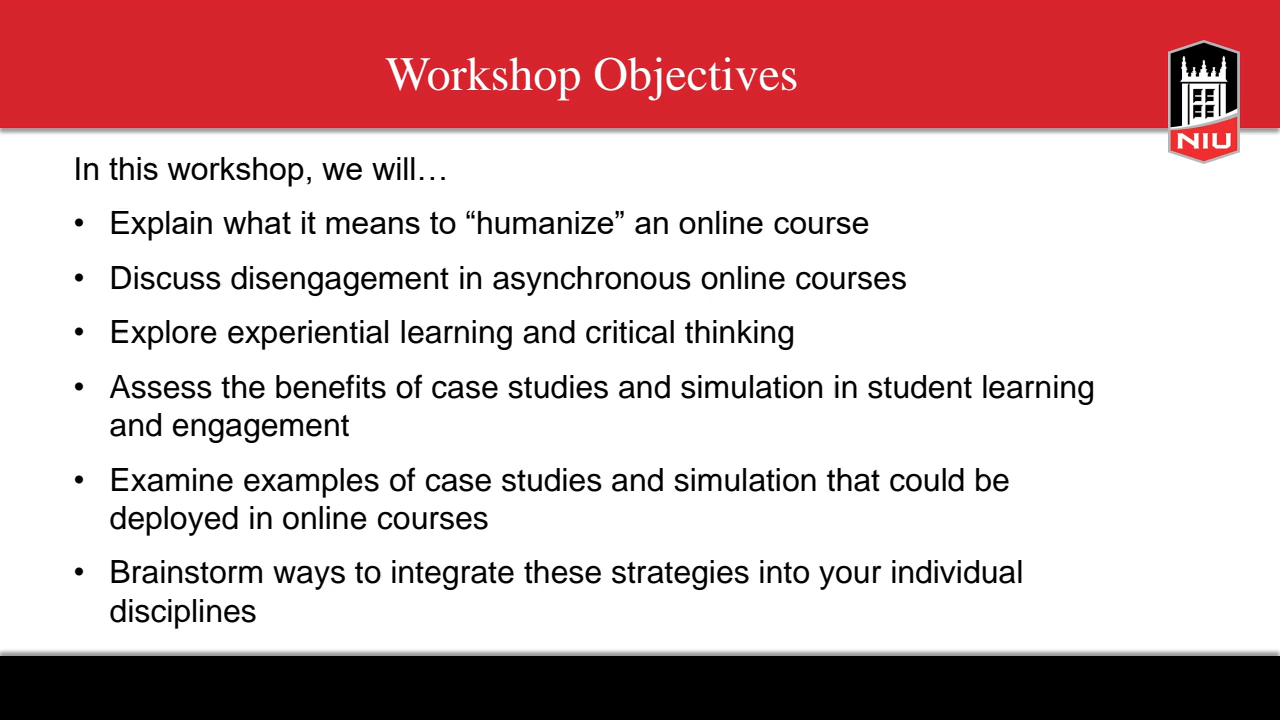 Workshop Objectives
NIU
In this workshop, we will…
• Explain what it means to “humanize” an online course
• Discuss disengagement in asynchronous online courses
• Explore experiential learning and critical thinking
• Assess the benefits of case studies and simulation in student learning
and engagement
• Examine examples of case studies and simulation that could be
deployed in online courses
• Brainstorm ways to integrate these strategies into your individual
disciplines